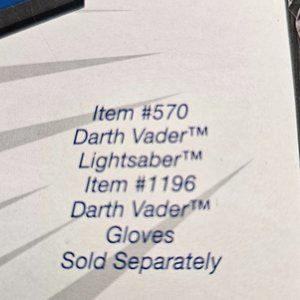 Item #570
Darth Vader™
Lightsaber™
Item #1196
Darth Vader™
Gloves
Sold Separately